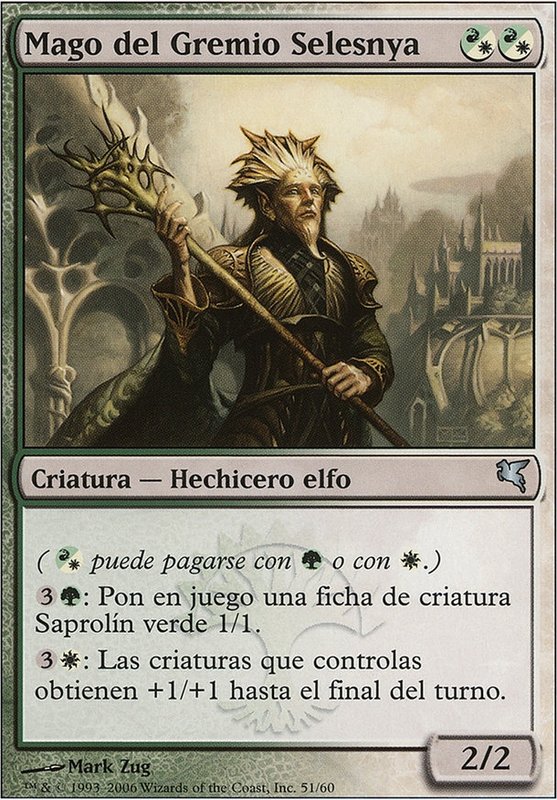 Mago del Gremio Selesnya
Criatura — Hechicero elfo
( puede pagarse con o con .)
3: Pon en juego una ficha de criatura
Saprolín verde 1/1.
3: Las criaturas que controlas
obtienen +1/+1 hasta el final del turno.
2/2
Mark Zug
™ & © 1993-2006 Wizards of the Coast, Inc. 51/60